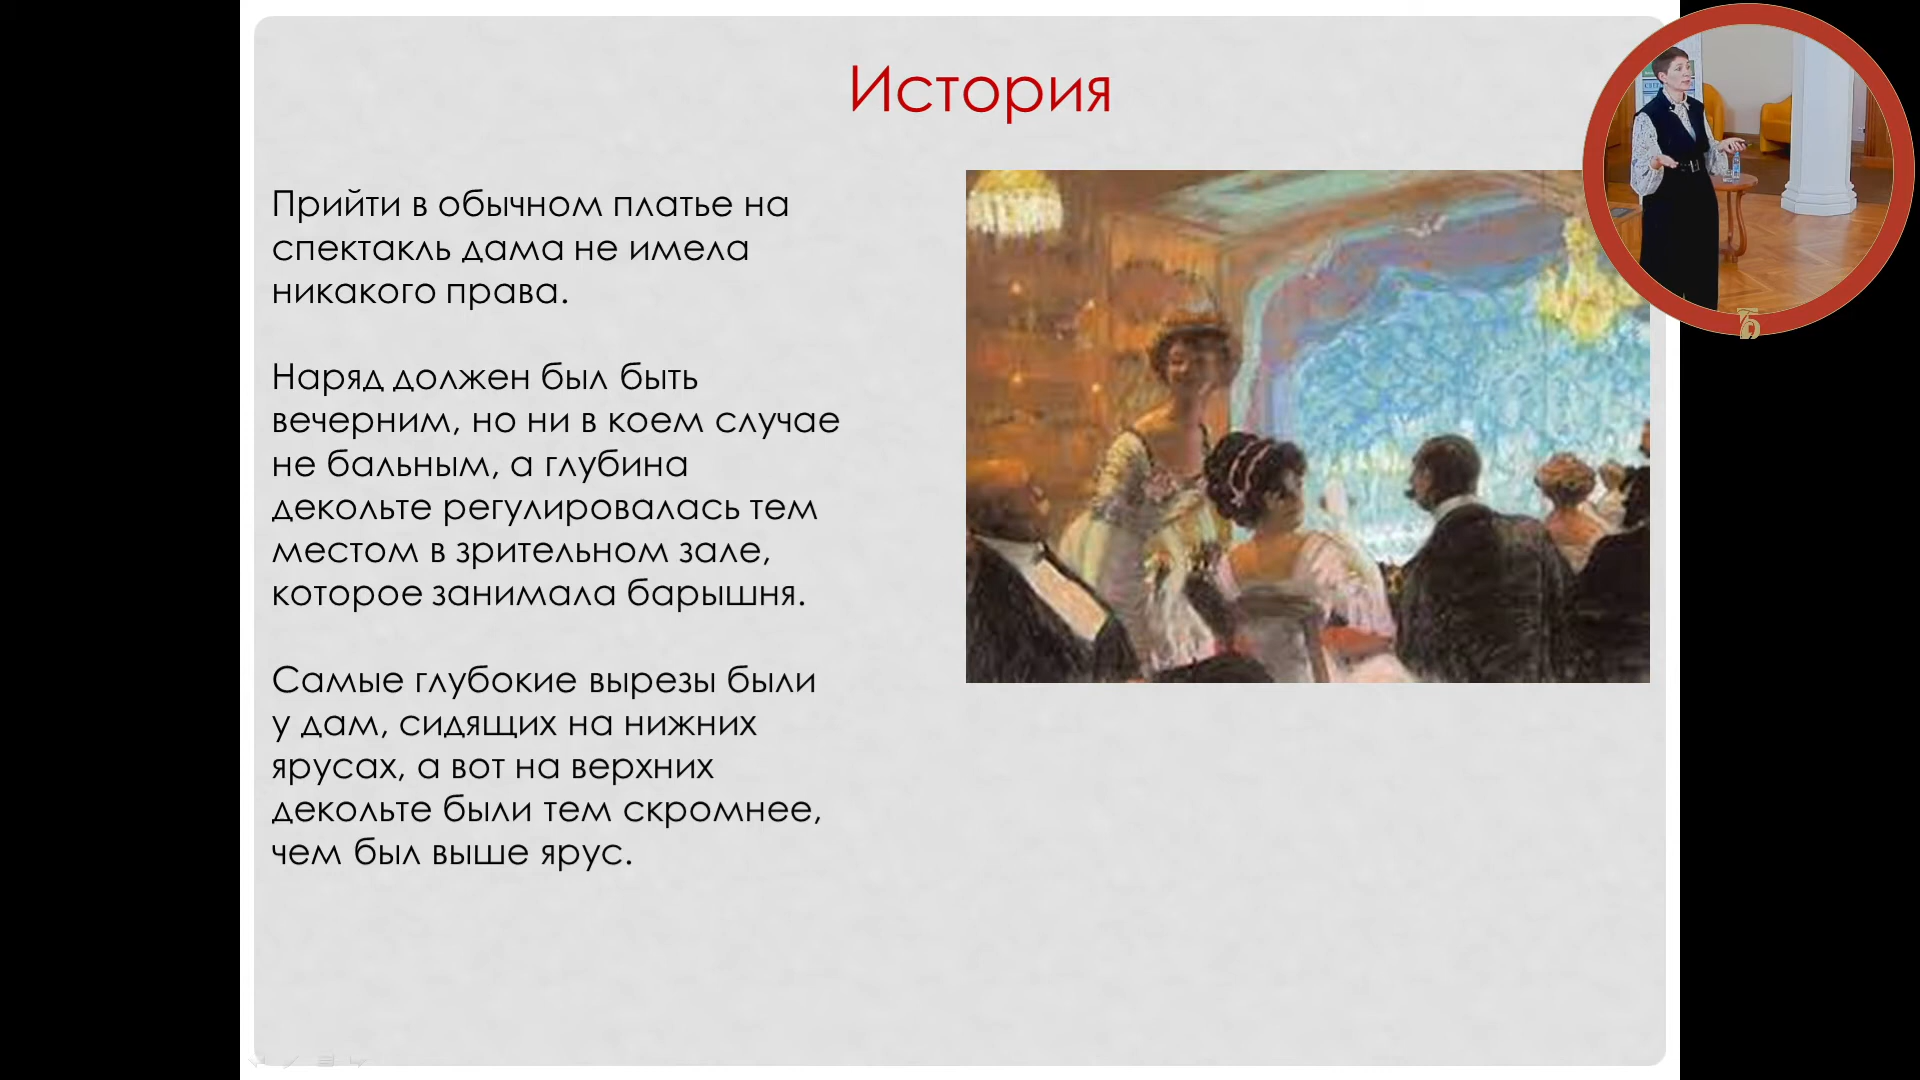 История
Прийти в обычном платье на
спектакль дама не имела
никакого права.
Наряд должен был быть
вечерним, но ни в коем случае
не бальным, а глубина
декольте регулировалась тем
местом в зрительном зале,
которое занимала барышня.
Самые глубокие вырезы были
у дам, сидящих на нижних
ярусах, а вот на верхних
декольте были тем скромнее,
чем был выше ярус.